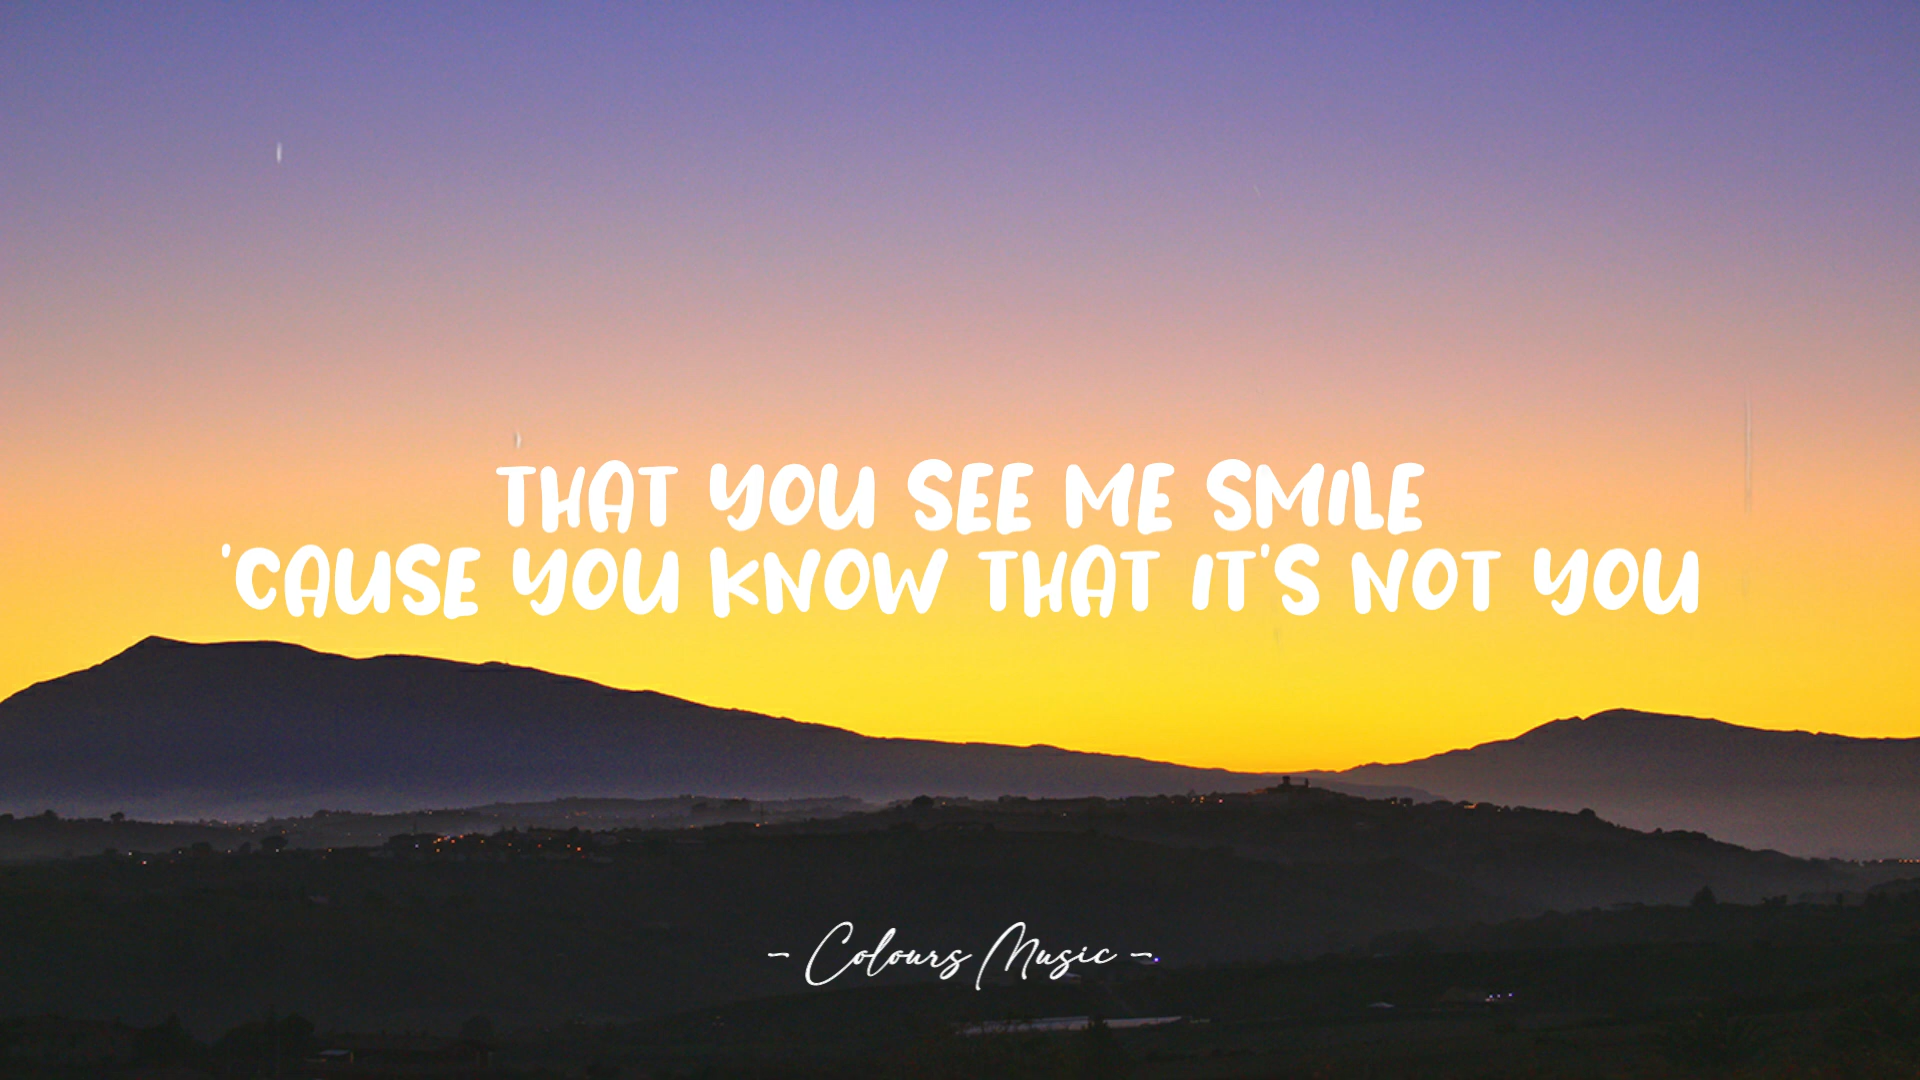 THAT YOU SEE ME SMILE
'CAUSE YOU KNOW THAT IT'S NOT YOU
- Colours Music -